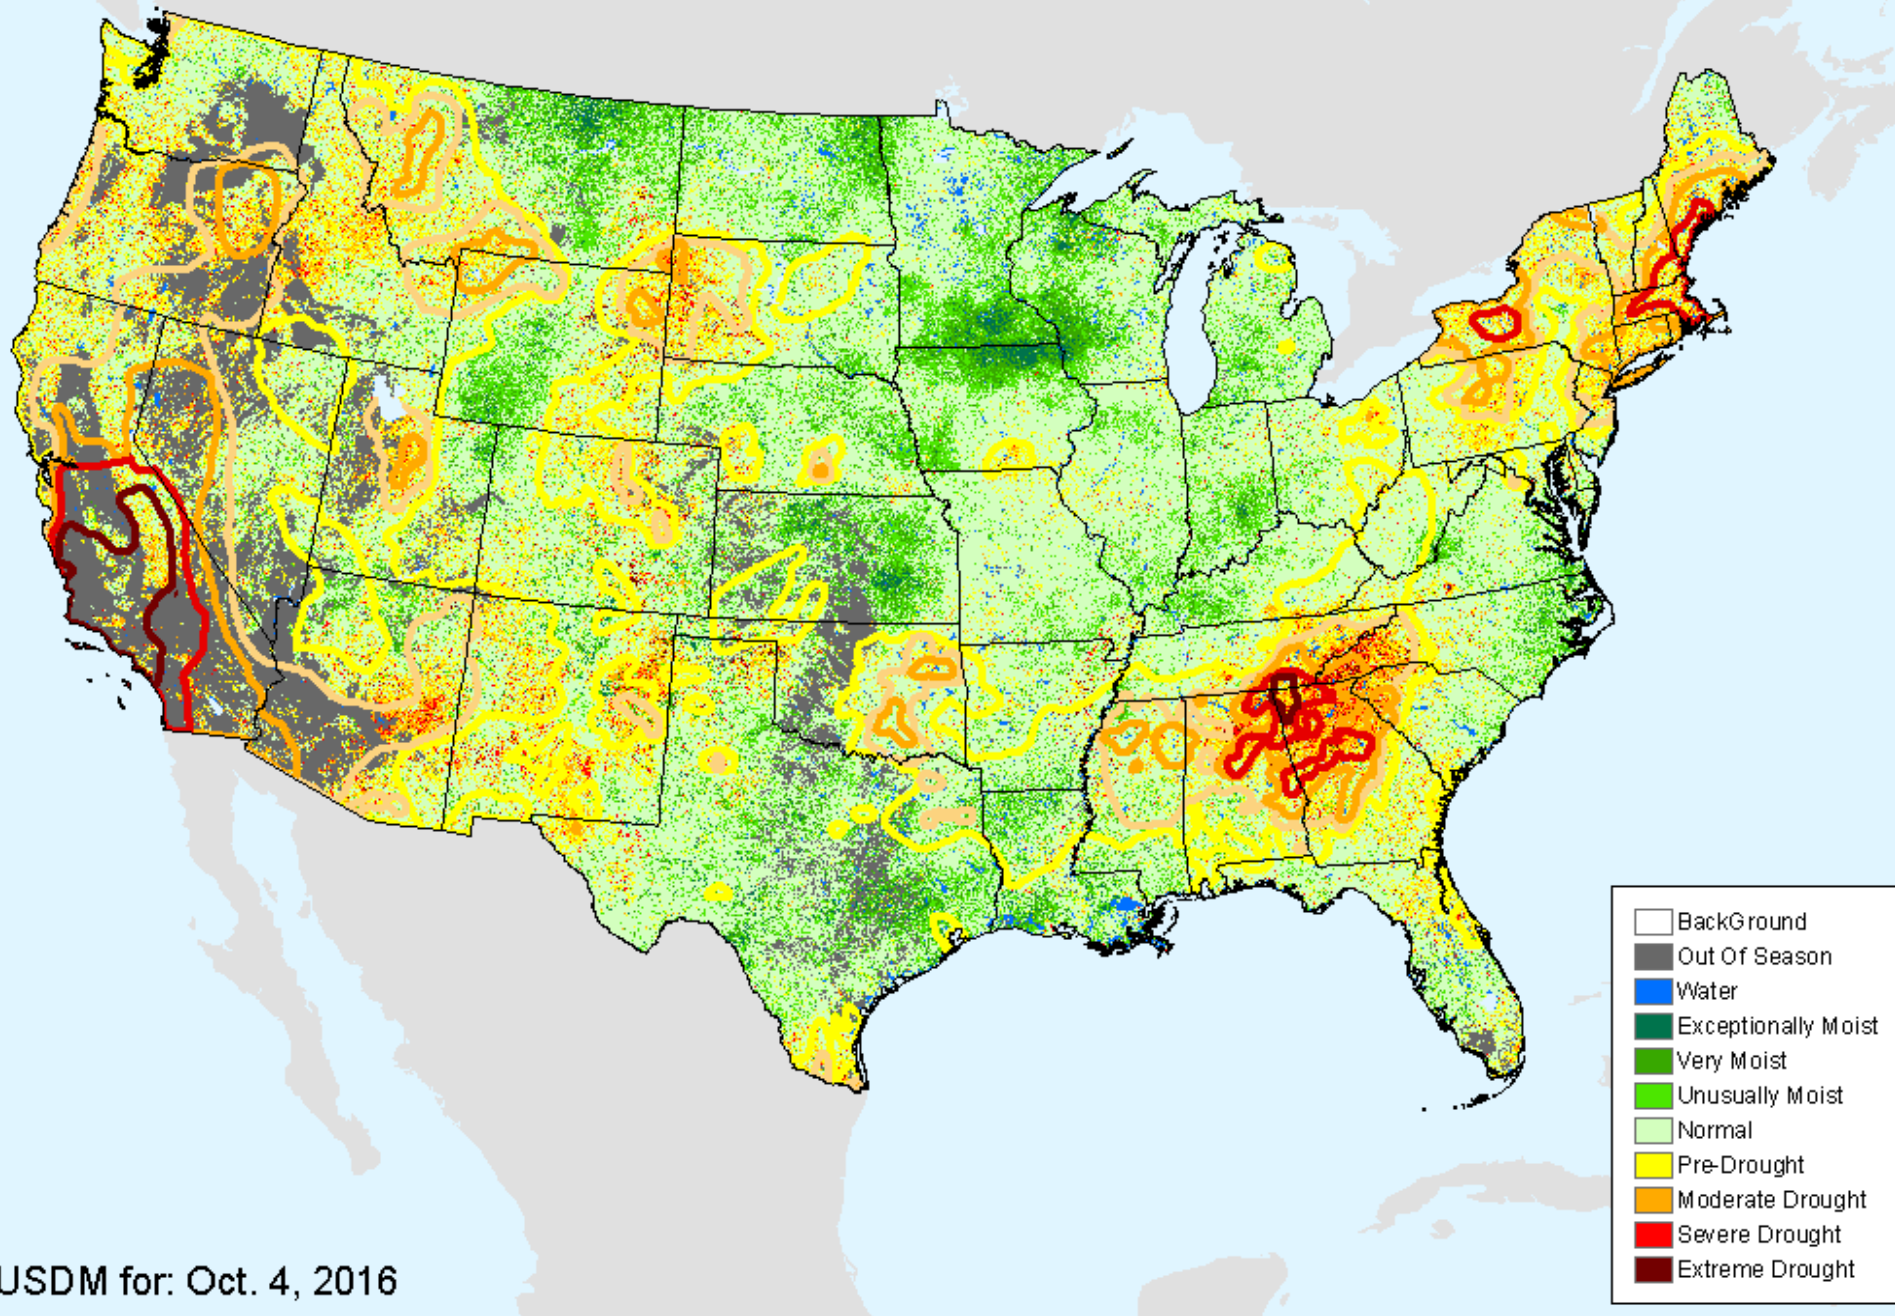 BackGround
Out Of Season
Water
Exceptionally Moist
Very Moist
Unusually Moist
Normal
Pre-Drought
Moderate Drought
Severe Drought
Extreme Drought
USDM for: Oct. 4, 2016